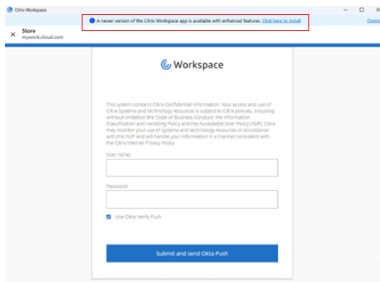 Citrix Workspace
A newer version of the Citrix Workspace app is available with enhanced features. Click here to install
Dismiss
Store
mywork.cloud.com
Workspace
This system contains Citrix Confidential Information. Your access and use of
Citrix Systems and technology resources is subject to Citrix policies, including
without limitation the Code of Business Conduct, the Information
Classification and Handling Policy and the Acceptable Use Policy (AUP). Citrix
may monitor your use of systems and technology resources in accordance
with the AUP and will handle your information in a manner consistent with
the Citrix Internet Privacy Policy.
User name:
Password:
Use Okta Verify Push
Submit and send Okta Push